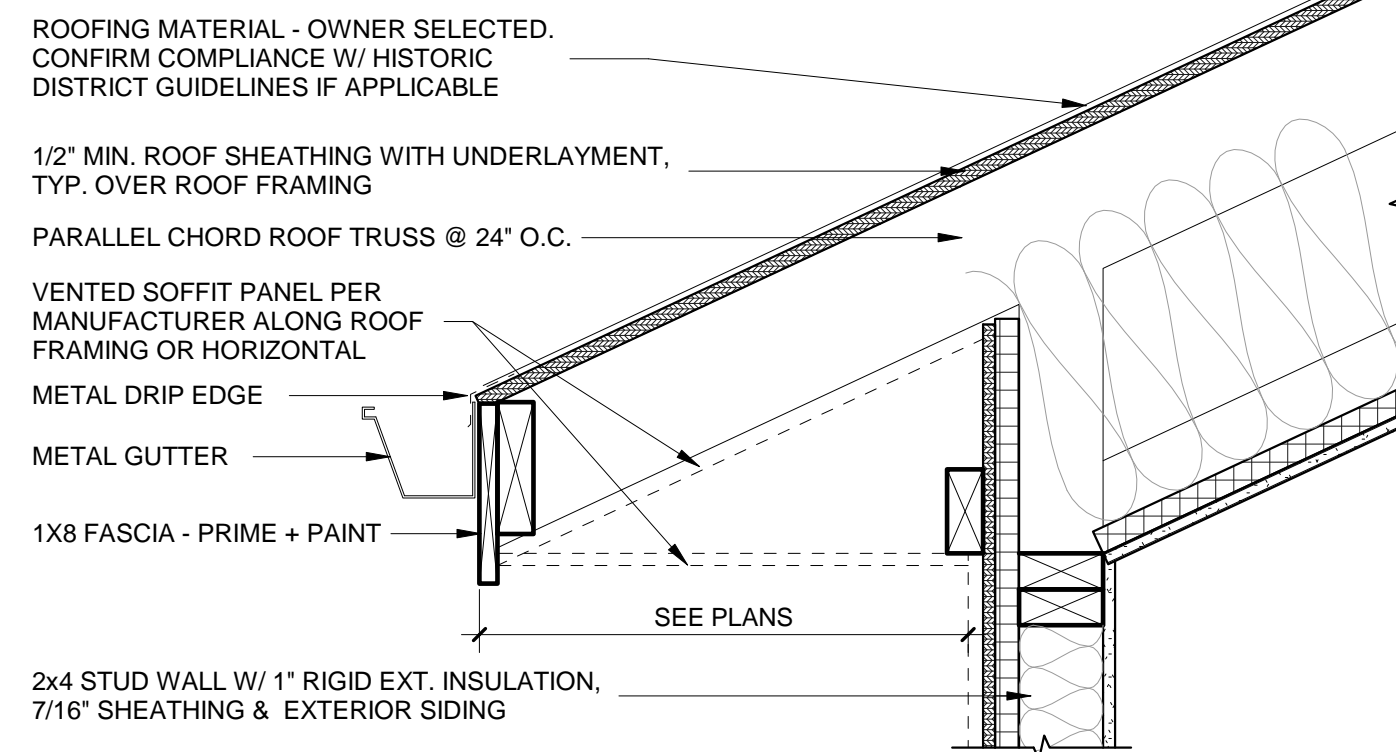 ROOFING MATERIAL - OWNER SELECTED.
CONFIRM COMPLIANCE W/ HISTORIC
DISTRICT GUIDELINES IF APPLICABLE
1/2" MIN. ROOF SHEATHING WITH UNDERLAYMENT,
TYP. OVER ROOF FRAMING
PARALLEL CHORD ROOF TRUSS @ 24" O.C.
VENTED SOFFIT PANEL PER
MANUFACTURER ALONG ROOF
FRAMING OR HORIZONTAL
METAL DRIP EDGE
METAL GUTTER
1X8 FASCIA - PRIME + PAINT
SEE PLANS
2x4 STUD WALL W/ 1" RIGID EXT. INSULATION,
7/16" SHEATHING & EXTERIOR SIDING